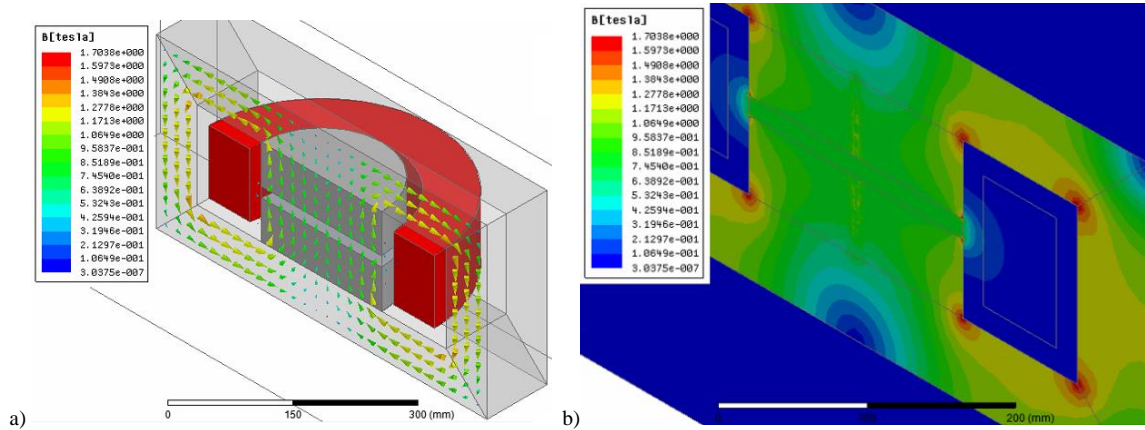 B[tesla]
1.7038e+000
1.5973e+000
1.4908e+000
1.3843e+000
1.2778e+000
1.1713e+000
1.0649e+000
9.5837e-001
8.5189e-001
7.4540e-001
6.3892e-001
5.3243e-001
4.2594e-001
3.1946e-001
2.1297e-001
1.0649e-001
3.0375e-007
0 150 300 (mm)
a)
B[tesla]
1.7038e+000
1.5973e+000
1.4908e+000
1.3843e+000
1.2778e+000
1.1713e+000
1.0649e+000
9.5837e-001
8.5189e-001
7.4540e-001
6.3892e-001
5.3243e-001
4.2594e-001
3.1946e-001
2.1297e-001
1.0649e-001
3.0375e-007
200 (mm)
b)